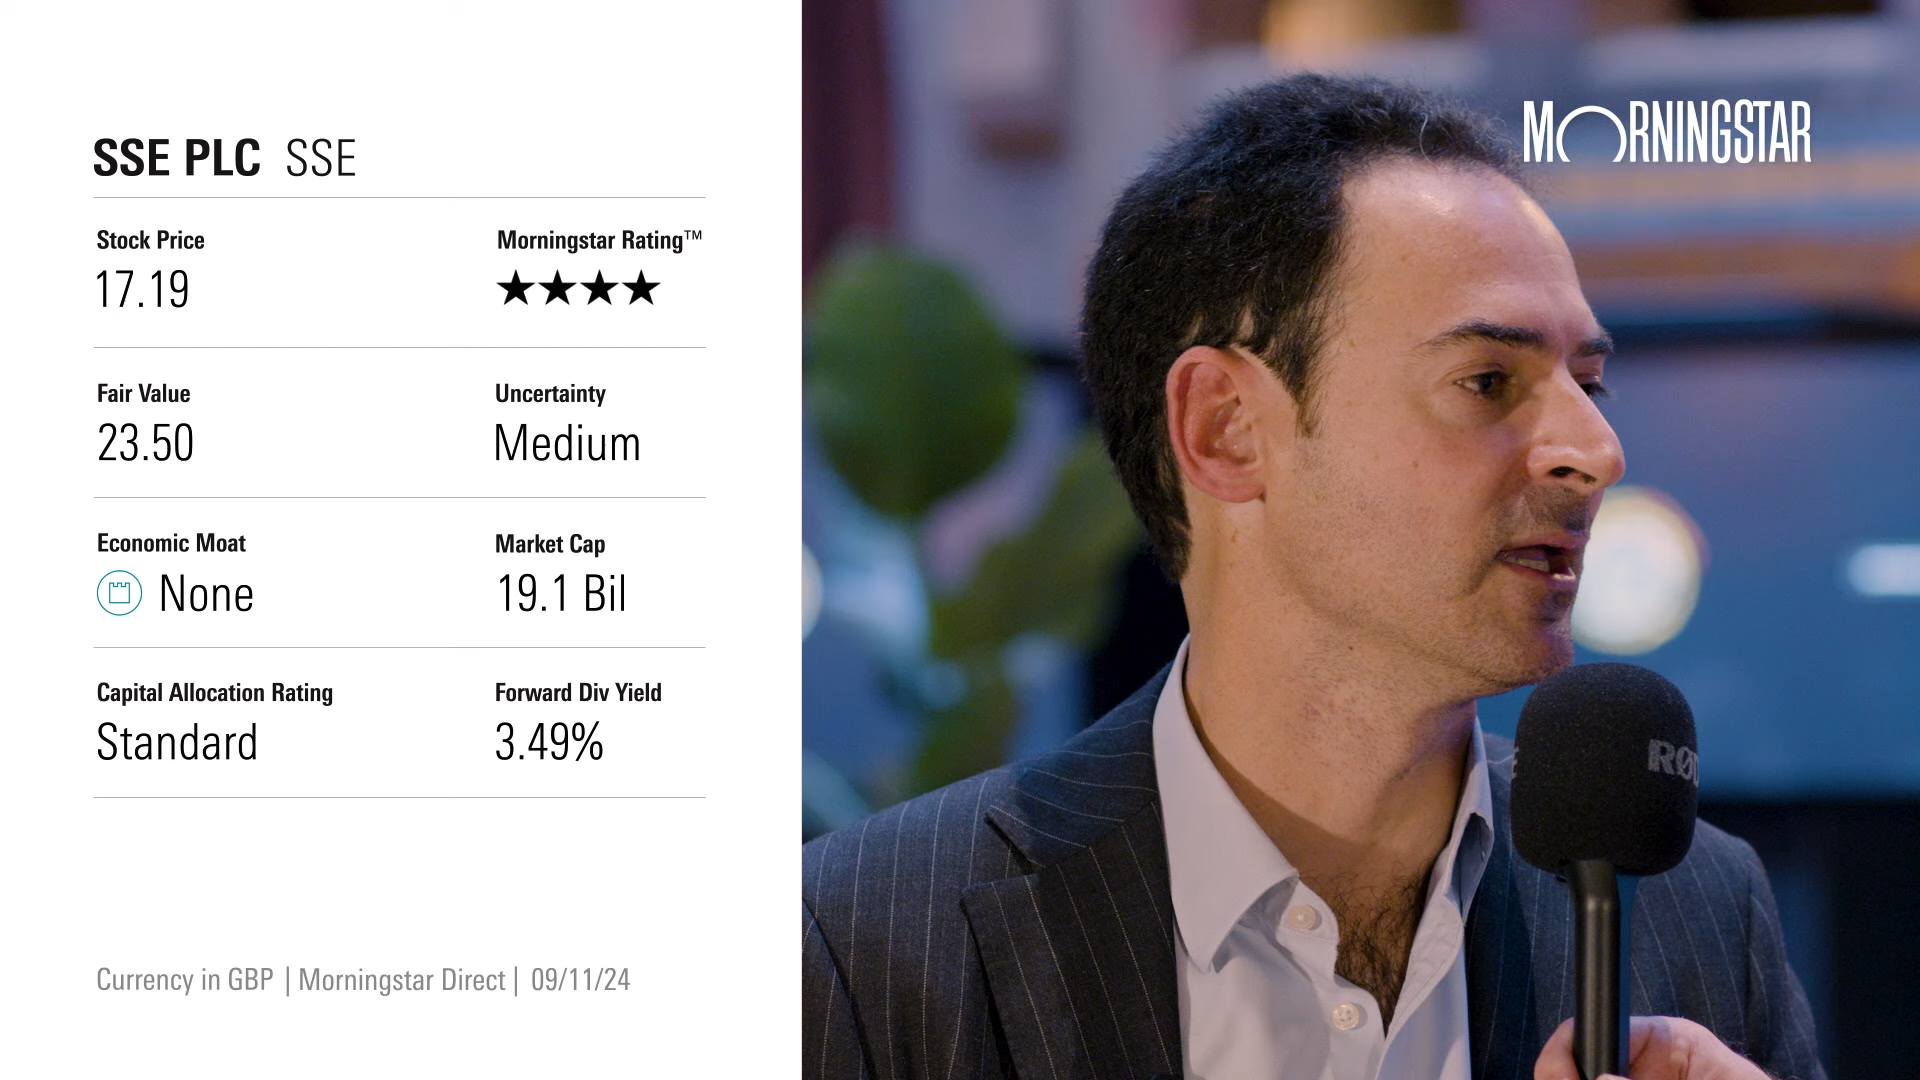 SSE PLC SSE
Stock Price
17.19
Morningstar Rating™
★★★★
Fair Value
23.50
Uncertainty
Medium
Economic Moat
None
Market Cap
19.1 Bil
Capital Allocation Rating
Standard
Forward Div Yield
3.49%
Currency in GBP | Morningstar Direct | 09/11/24
MORNINGSTAR
RØD